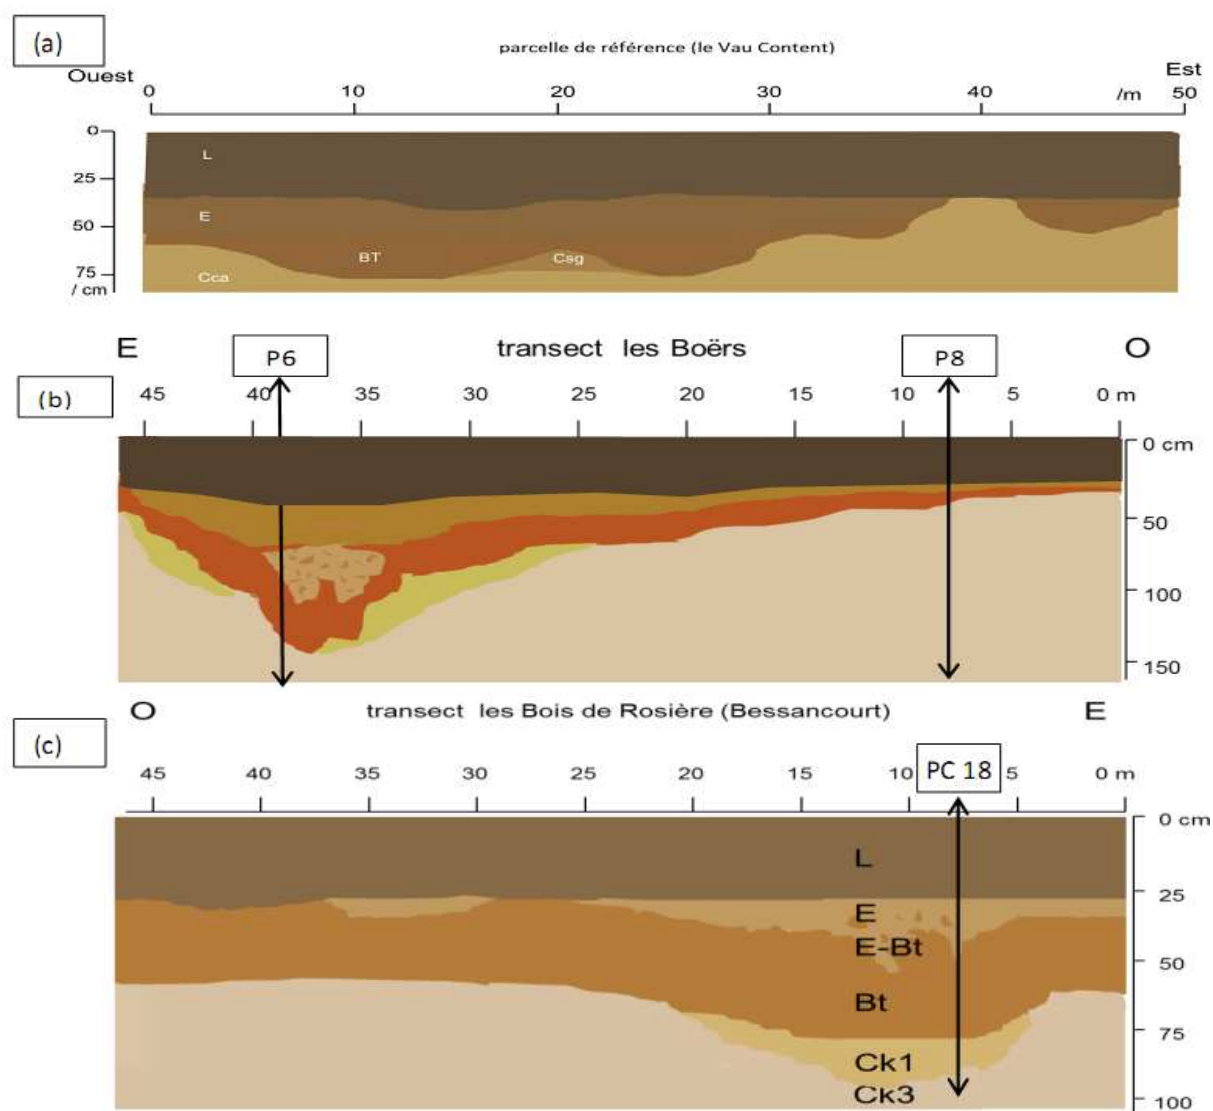 (a)
parcelle de référence (le Vau Content)
Ouest
Est
0 10 20 30 40 /m 50
0
L
25
E
50
BT Csg
75 Cca
/ cm
E P6 transect les Boërs P8 O
(b)
45 40 35 30 25 20 15 10 5 0 m
0 cm
50
100
150
O transect les Bois de Rosière (Bessancourt) E
(c)
45 40 35 30 25 20 15 10 PC 18 5 0 m
0 cm
L
25
E
E-Bt
50
Bt
75
Ck1
Ck3
100